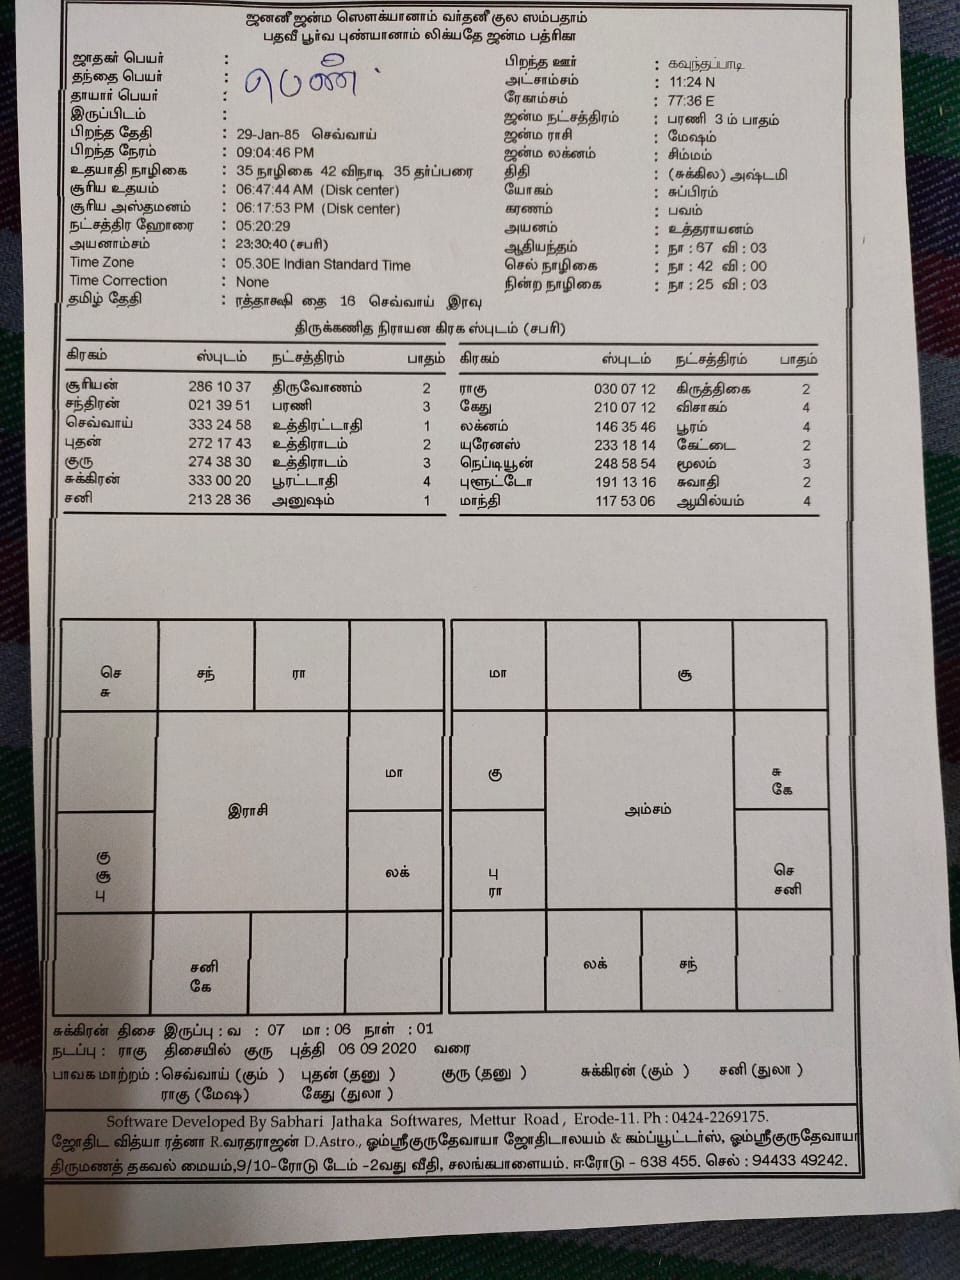 ஜனனீ ஜன்ம ஸௌக்யானாம் வர்தனீ குல ஸம்பதாம்
பதவீ பூர்வ புண்யானாம் லிக்யதே ஜன்ம பத்ரிகா
ஜாதகர் பெயர் :
தந்தை பெயர் : பெண்
தாயார் பெயர் :
இருப்பிடம் :
பிறந்த தேதி : 29-Jan-85 செவ்வாய்
பிறந்த நேரம் : 09:04:46 PM
உதயாதி நாழிகை : 35 நாழிகை 42 விநாடி 35 தர்ப்பரை
சூரிய உதயம் : 06:47:44 AM (Disk center)
சூரிய அஸ்தமனம் : 06:17:53 PM (Disk center)
நட்சத்திர ஹோரை : 05:20:29
அயனாம்சம் : 23:30:40 (சபரி)
Time Zone : 05.30E Indian Standard Time
Time Correction : None
தமிழ் தேதி : ரத்தாக்ஷி தை 16 செவ்வாய் இரவு
பிறந்த ஊர் : கவுந்தப்பாடி
அட்சாம்சம் : 11:24 N
ரேகாம்சம் : 77:36 E
ஜன்ம நட்சத்திரம் : பரணி 3 ம் பாதம்
ஜன்ம ராசி : மேஷம்
ஜன்ம லக்னம் : சிம்மம்
திதி : (சுக்கில) அஷ்டமி
யோகம் : சுப்பிரம்
கரணம் : பவம்
அயனம் : உத்தராயனம்
ஆதியந்தம் : நா : 67 வி : 03
செல் நாழிகை : நா : 42 வி : 00
நின்ற நாழிகை : நா : 25 வி : 03
திருக்கணித நிராயன கிரக ஸ்புடம் (சபரி)
கிரகம் ஸ்புடம் நட்சத்திரம் பாதம்
சூரியன் 286 10 37 திருவோணம் 2
சந்திரன் 021 39 51 பரணி 3
செவ்வாய் 333 24 58 உத்திரட்டாதி 1
புதன் 272 17 43 உத்திராடம் 2
குரு 274 38 30 உத்திராடம் 3
சுக்கிரன் 333 00 20 பூரட்டாதி 4
சனி 213 28 36 அனுஷம் 1
கிரகம் ஸ்புடம் நட்சத்திரம் பாதம்
ராகு 030 07 12 கிருத்திகை 2
கேது 210 07 12 விசாகம் 4
லக்னம் 146 35 46 பூரம் 4
யுரேனஸ் 233 18 14 கேட்டை 2
நெப்டியூன் 248 58 54 மூலம் 3
புளூட்டோ 191 13 16 சுவாதி 2
மாந்தி 117 53 06 ஆயில்யம் 4
செ சந் ரா
சு
மா
இராசி
கு
சூ லக்
பு
சனி
கே
மா சூ
கு சு
கே
அம்சம்
பு செ
ரா சனி
லக் சந்
சுக்கிரன் திசை இருப்பு : வ : 07 மா : 06 நாள் : 01
நடப்பு : ராகு திசையில் குரு புத்தி 06 09 2020 வரை
பாவக மாற்றம் : செவ்வாய் (கும் ) புதன் (தனு ) குரு (தனு ) சுக்கிரன் (கும் ) சனி (துலா )
ராகு (மேஷ) கேது (துலா )
Software Developed By Sabhari Jathaka Softwares, Mettur Road , Erode-11. Ph : 0424-2269175.
ஜோதிட வித்யா ரத்னா R.வரதராஜன் D.Astro., ஓம்ஸ்ரீகுருதேவாயா ஜோதிடாலயம் & கம்ப்யூட்டர்ஸ், ஓம்ஸ்ரீகுருதேவாயா
திருமணத் தகவல் மையம்,9/10-ரோடு டேம் -2வது வீதி, சலங்கபாளையம். ஈரோடு - 638 455. செல் : 94433 49242.